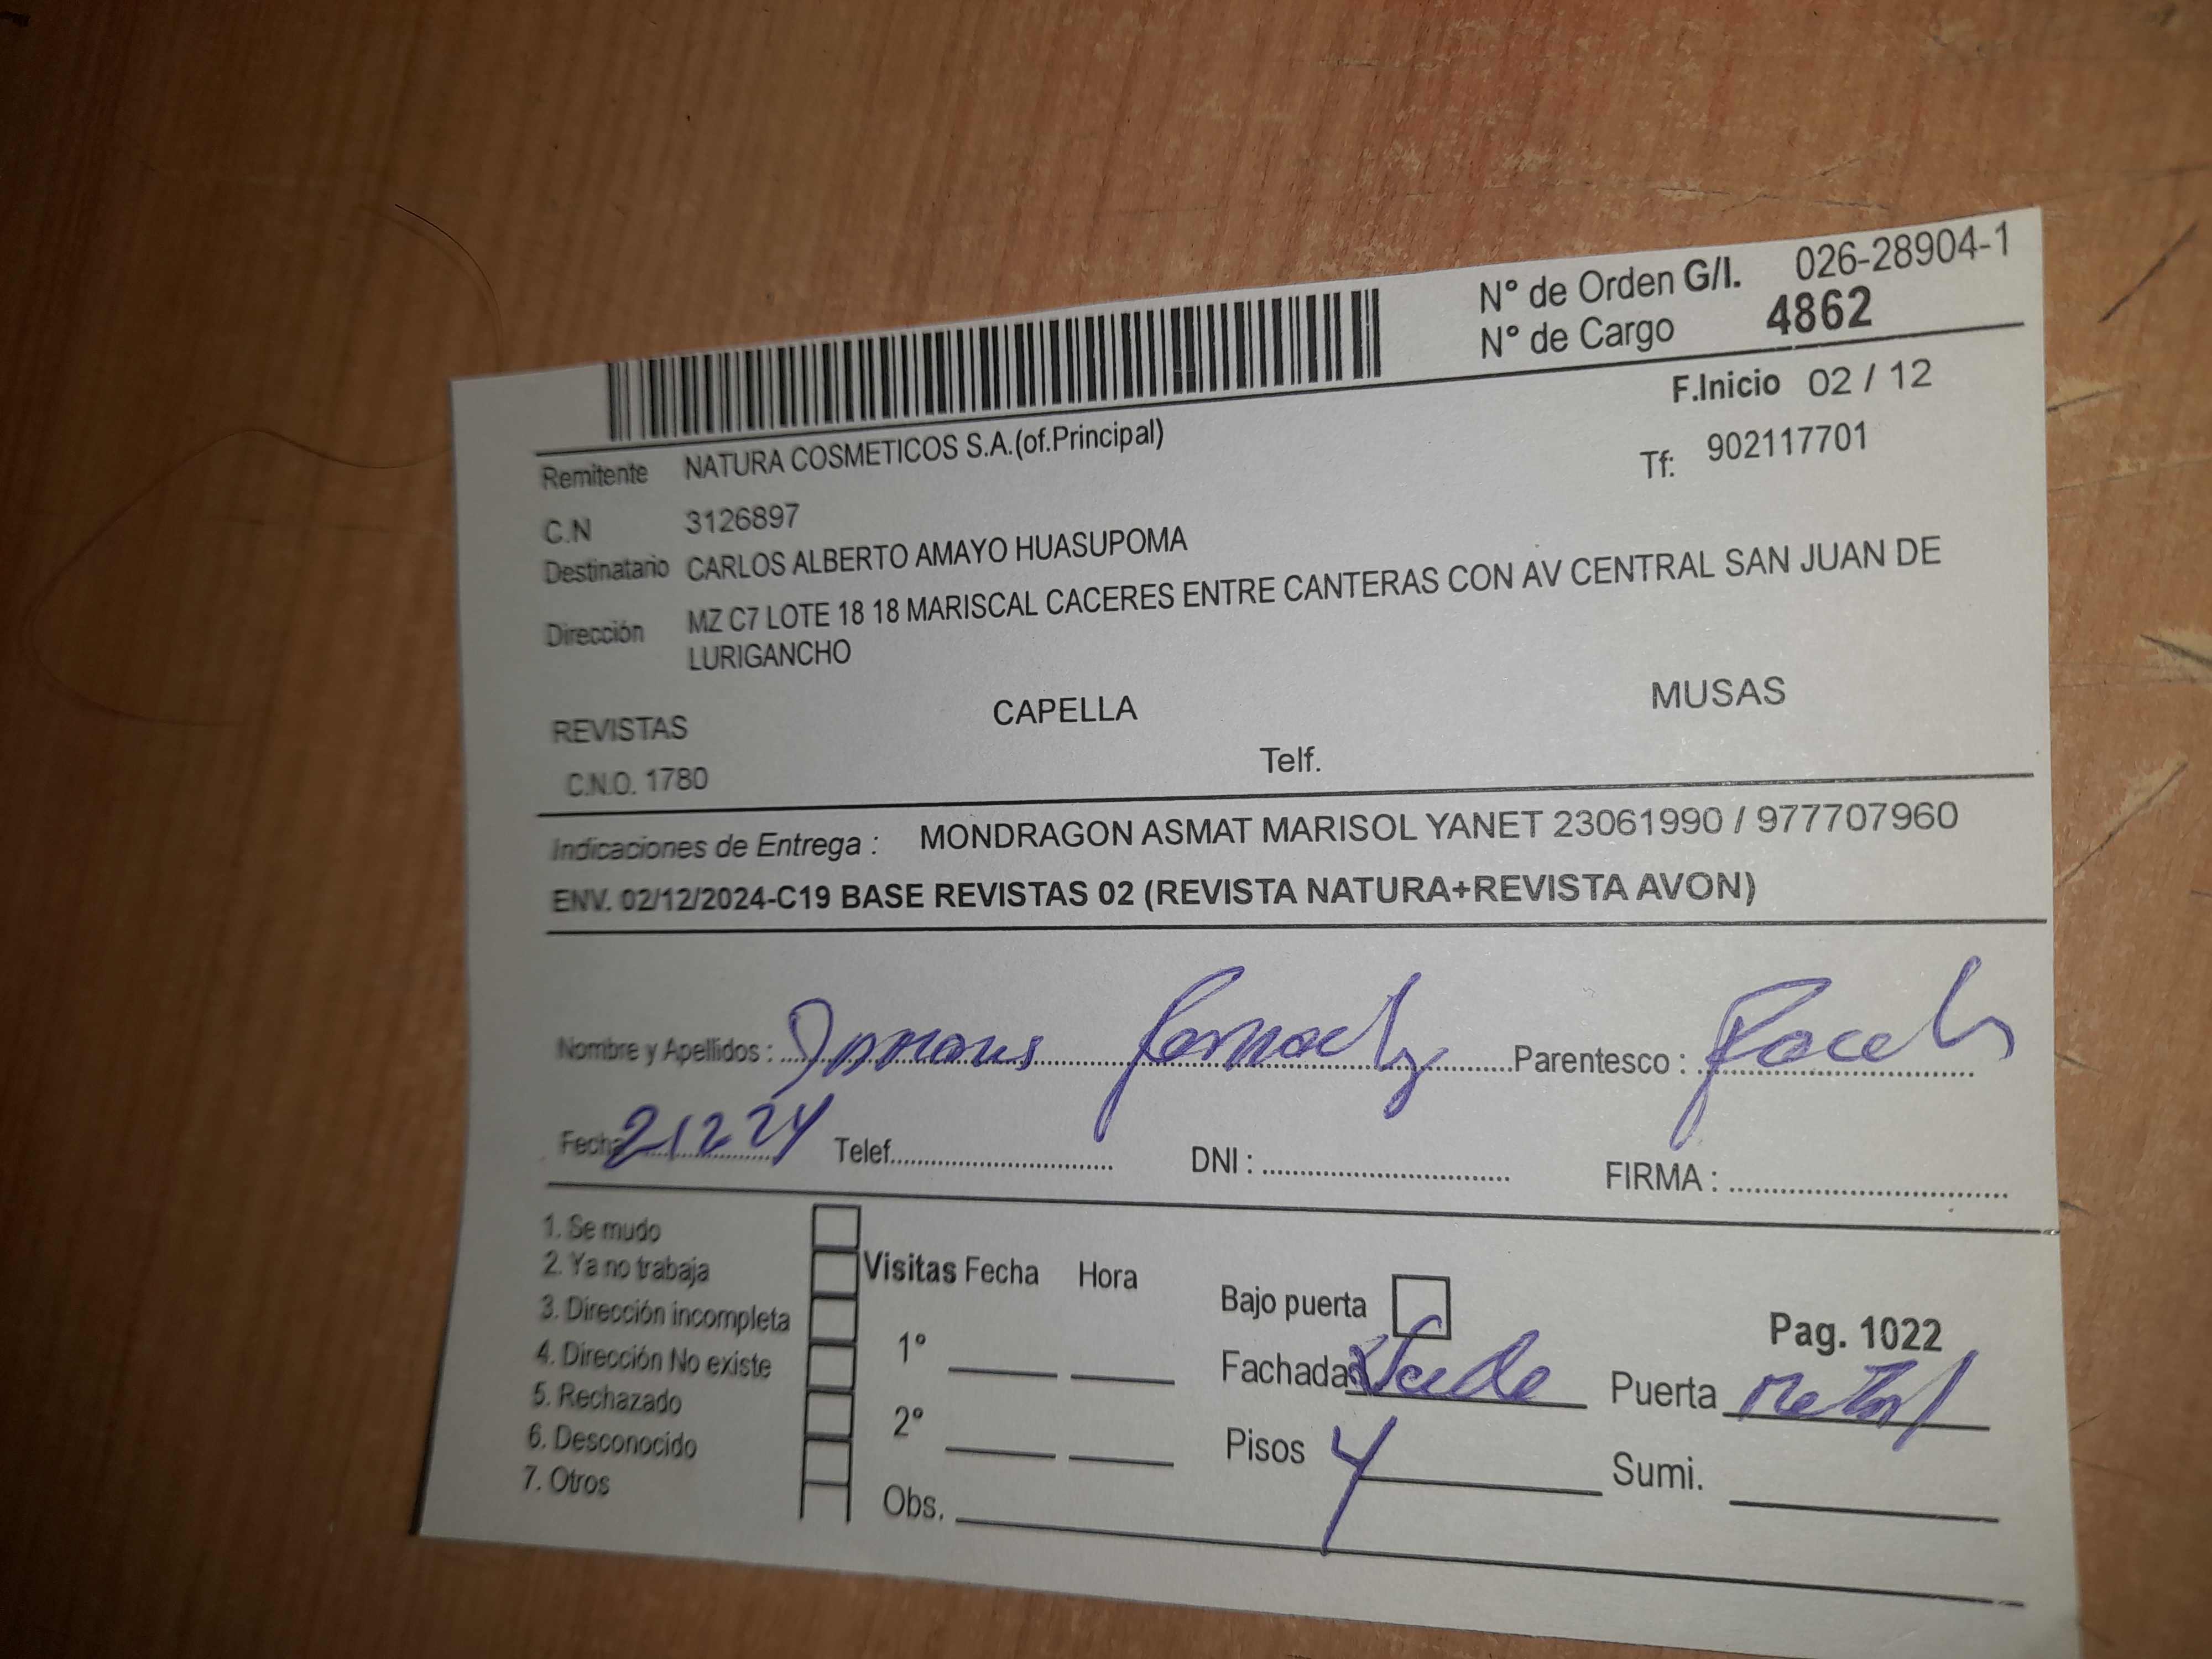 N° de Orden G/I. 026-28904-1
N° de Cargo 4862
F.Inicio 02 / 12
Remitente NATURA COSMETICOS S.A.(of.Principal)
Tf: 902117701
C.N 3126897
Destinatario CARLOS ALBERTO AMAYO HUASUPOMA
Dirección MZ C7 LOTE 18 18 MARISCAL CACERES ENTRE CANTERAS CON AV CENTRAL SAN JUAN DE
LURIGANCHO
REVISTAS CAPELLA MUSAS
C.N.O. 1780 Telf.
Indicaciones de Entrega : MONDRAGON ASMAT MARISOL YANET 23061990 / 977707960
ENV. 02/12/2024-C19 BASE REVISTAS 02 (REVISTA NATURA+REVISTA AVON)
Nombre y Apellidos : Parentesco :
Fecha 21224 Telef. DNI : FIRMA :
1. Se mudo
2. Ya no trabaja
3. Dirección incompleta
4. Dirección No existe
5. Rechazado
6. Desconocido
7. Otros
Visitas Fecha Hora
1°
2°
Obs.
Bajo puerta
Pag. 1022
Fachada Puerta metal
Pisos 4 Sumi.